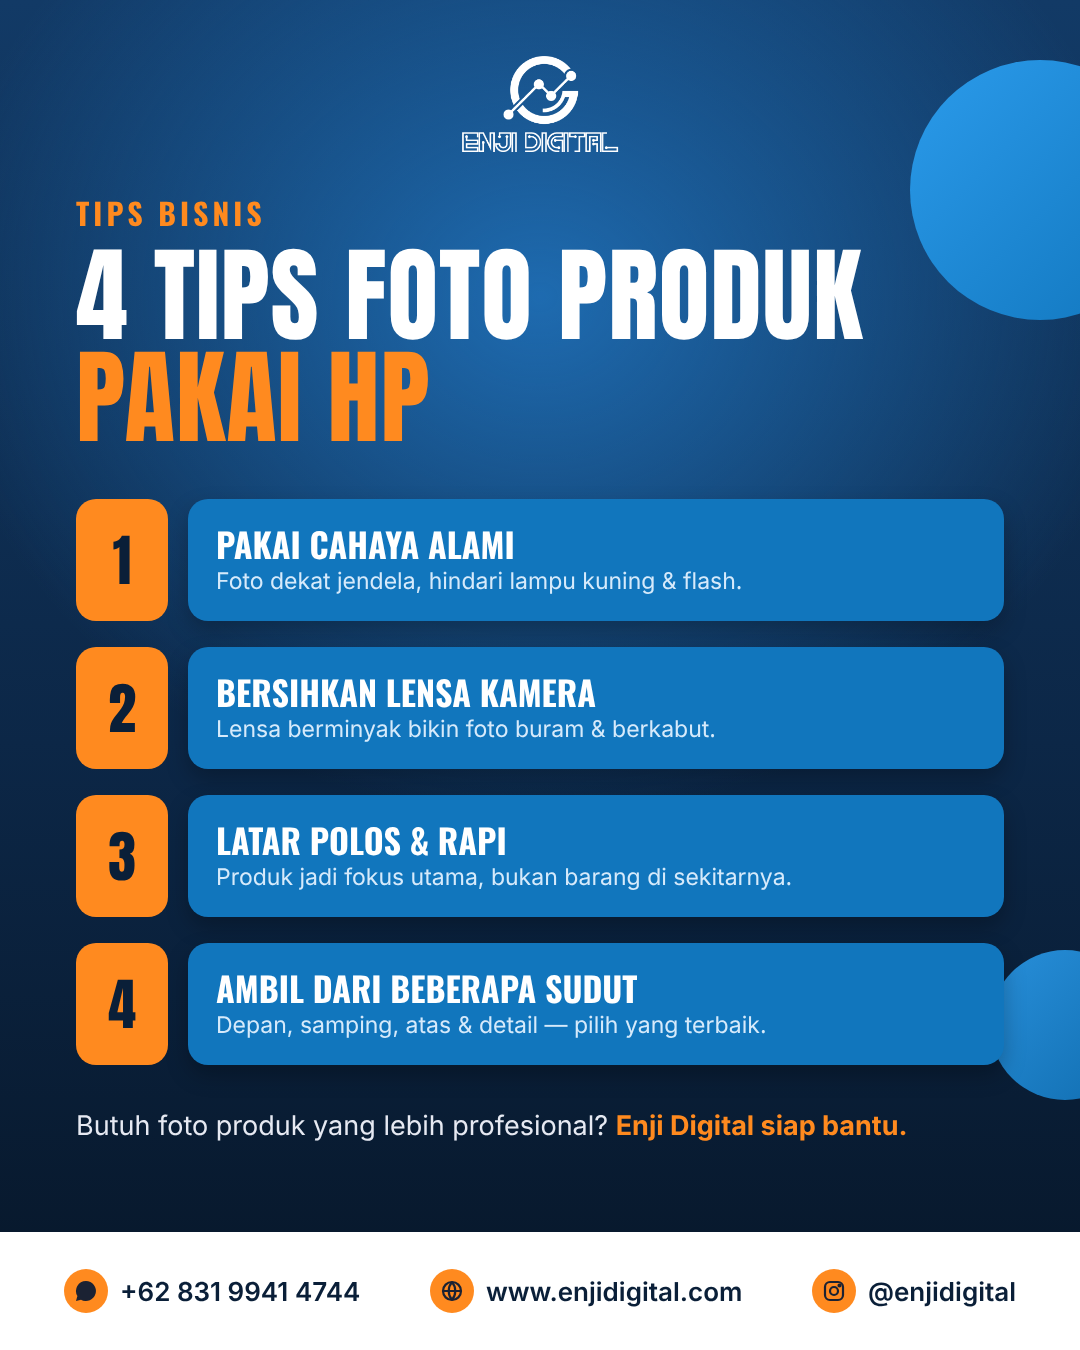 ENJI DIGITAL
TIPS BISNIS
4 TIPS FOTO PRODUK
PAKAI HP
1
PAKAI CAHAYA ALAMI
Foto dekat jendela, hindari lampu kuning & flash.
2
BERSIHKAN LENSA KAMERA
Lensa berminyak bikin foto buram & berkabut.
3
LATAR POLOS & RAPI
Produk jadi fokus utama, bukan barang di sekitarnya.
4
AMBIL DARI BEBERAPA SUDUT
Depan, samping, atas & detail — pilih yang terbaik.
Butuh foto produk yang lebih profesional? Enji Digital siap bantu.
+62 831 9941 4744
www.enjidigital.com
@enjidigital